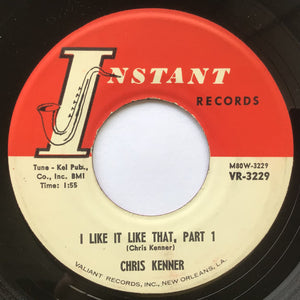 INSTANT
RECORDS
Tune - Kel Pub.,
Co., Inc. BMI
Time: 1:55
M80W-3229
VR-3229
I LIKE IT LIKE THAT, PART 1
(Chris Kenner)
CHRIS KENNER
VALIANT RECORDS, INC., NEW ORLEANS, LA.